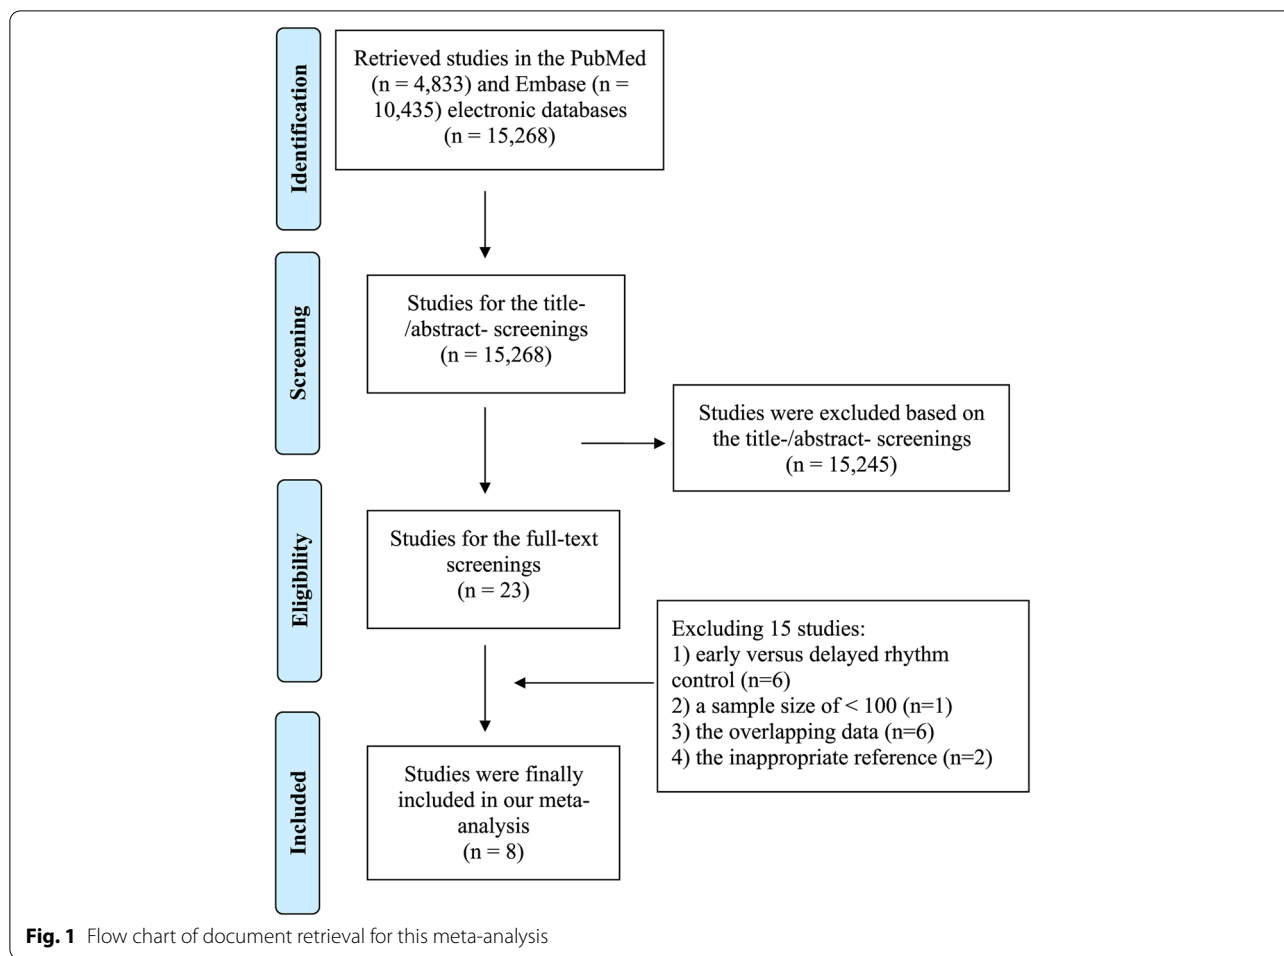 Identification
Retrieved studies in the PubMed
(n = 4,833) and Embase (n =
10,435) electronic databases
(n = 15,268)
Screening
Studies for the title-
/abstract- screenings
(n = 15,268)
Studies were excluded based on
the title-/abstract- screenings
(n = 15,245)
Eligibility
Studies for the full-text
screenings
(n = 23)
Excluding 15 studies:
1) early versus delayed rhythm
control (n=6)
2) a sample size of < 100 (n=1)
3) the overlapping data (n=6)
4) the inappropriate reference (n=2)
Included
Studies were finally
included in our meta-
analysis
(n = 8)
Fig. 1 Flow chart of document retrieval for this meta-analysis